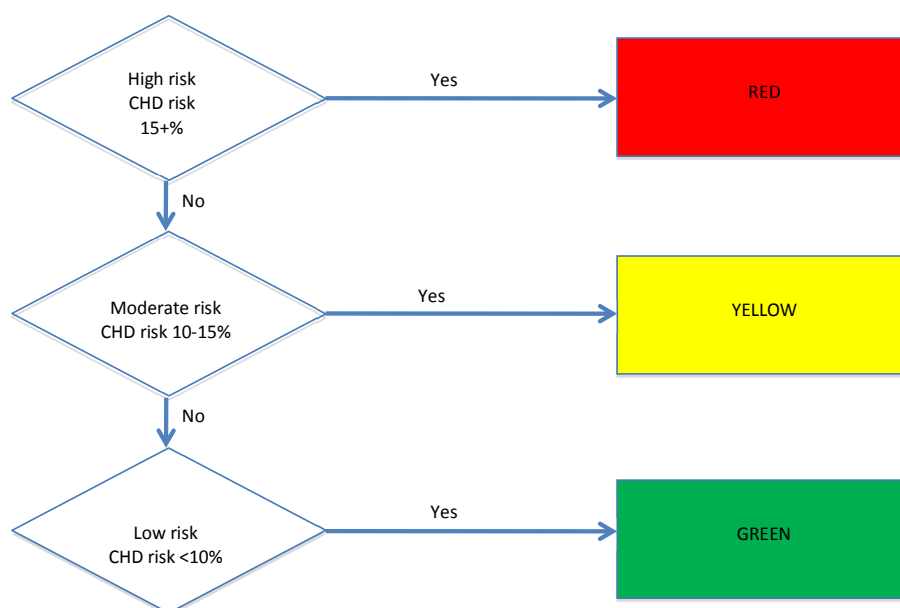 High risk
CHD risk
15+%
Yes
RED
No
Moderate risk
CHD risk 10-15%
Yes
YELLOW
No
Low risk
CHD risk <10%
Yes
GREEN